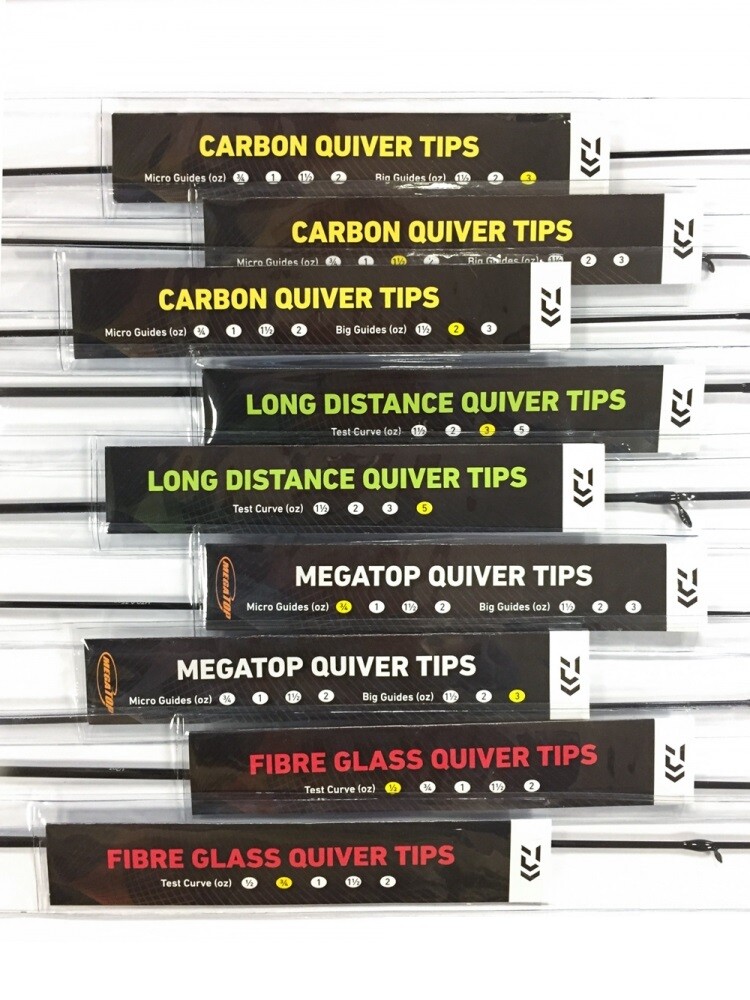 CARBON QUIVER TIPS
Micro Guides (oz) ¾ 1 1½ 2 Big Guides (oz) 1½ 2 3
CARBON QUIVER TIPS
Micro Guides (oz) ¾ 1 1½ 2 Big Guides (oz) 1½ 2 3
CARBON QUIVER TIPS
Micro Guides (oz) ¾ 1 1½ 2 Big Guides (oz) 1½ 2 3
LONG DISTANCE QUIVER TIPS
Test Curve (oz) 1½ 2 3 5
LONG DISTANCE QUIVER TIPS
Test Curve (oz) 1½ 2 3 5
MEGATOP
MEGATOP QUIVER TIPS
Micro Guides (oz) ¾ 1 1½ 2 Big Guides (oz) 1½ 2 3
MEGATOP
MEGATOP QUIVER TIPS
Micro Guides (oz) ¾ 1 1½ 2 Big Guides (oz) 1½ 2 3
FIBRE GLASS QUIVER TIPS
Test Curve (oz) ½ ¾ 1 1½ 2
FIBRE GLASS QUIVER TIPS
Test Curve (oz) ½ ¾ 1 1½ 2